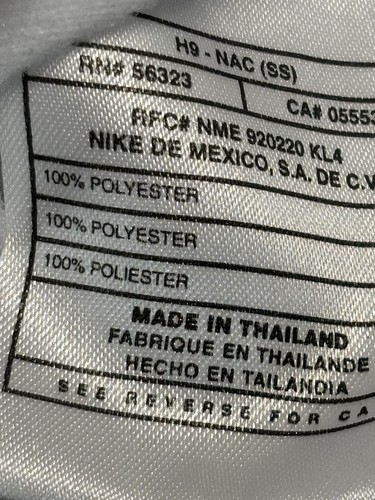 H9 - NAC (SS)
RN# 56323
CA# 05553
RFC# NME 920220 KL4
NIKE DE MEXICO, S.A. DE C.V
100% POLYESTER
100% POLYESTER
100% POLIESTER
MADE IN THAILAND
FABRIQUE EN THAILANDE
HECHO EN TAILANDIA
SEE REVERSE FOR CA